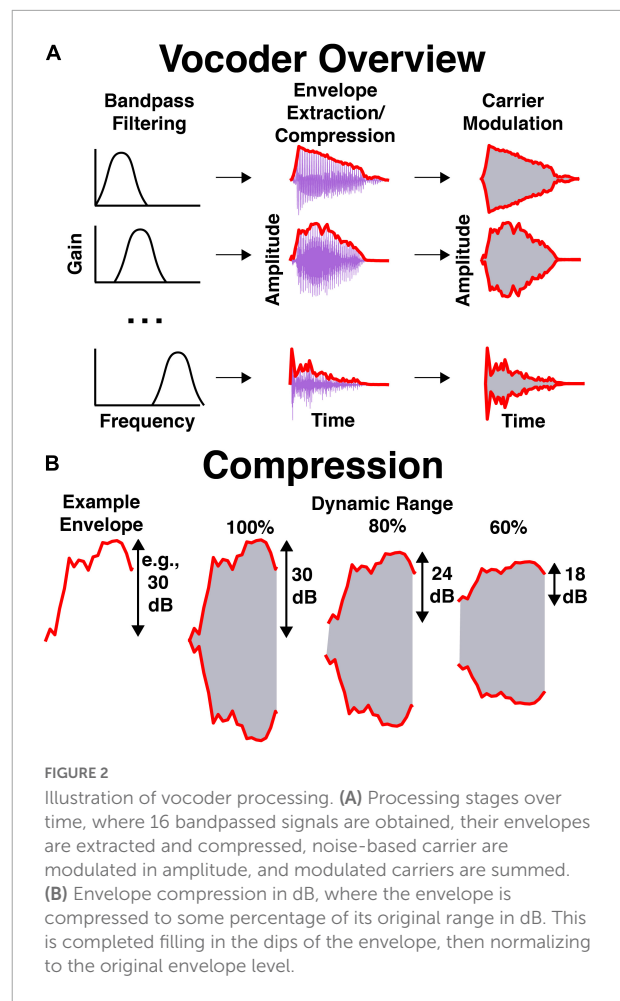 A
Vocoder Overview
Bandpass
Filtering
Envelope
Extraction/
Compression
Carrier
Modulation
Gain
Amplitude
Amplitude
...
Frequency
Time
Time
B
Compression
Example
Envelope
Dynamic Range
100%
80%
60%
e.g.,
30
dB
30
dB
24
dB
18
dB
FIGURE 2
Illustration of vocoder processing. (A) Processing stages over
time, where 16 bandpassed signals are obtained, their envelopes
are extracted and compressed, noise-based carrier are
modulated in amplitude, and modulated carriers are summed.
(B) Envelope compression in dB, where the envelope is
compressed to some percentage of its original range in dB. This
is completed filling in the dips of the envelope, then normalizing
to the original envelope level.